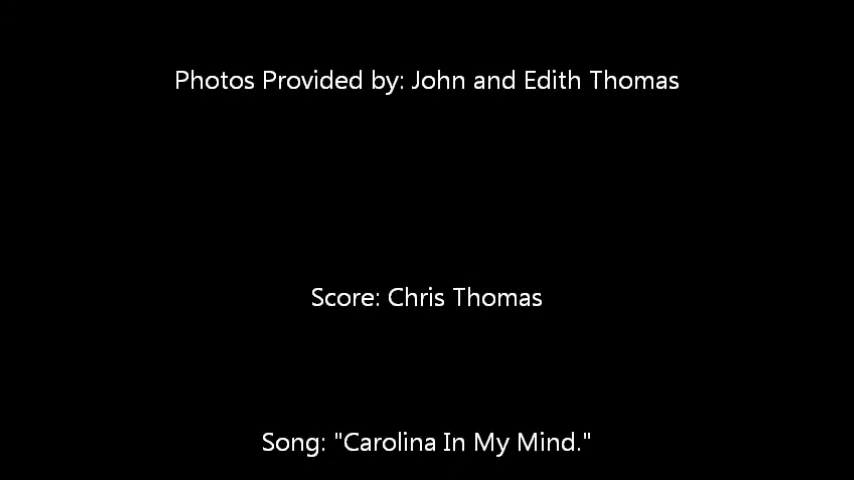 Photos Provided by: John and Edith Thomas
Score: Chris Thomas
Song: "Carolina In My Mind."